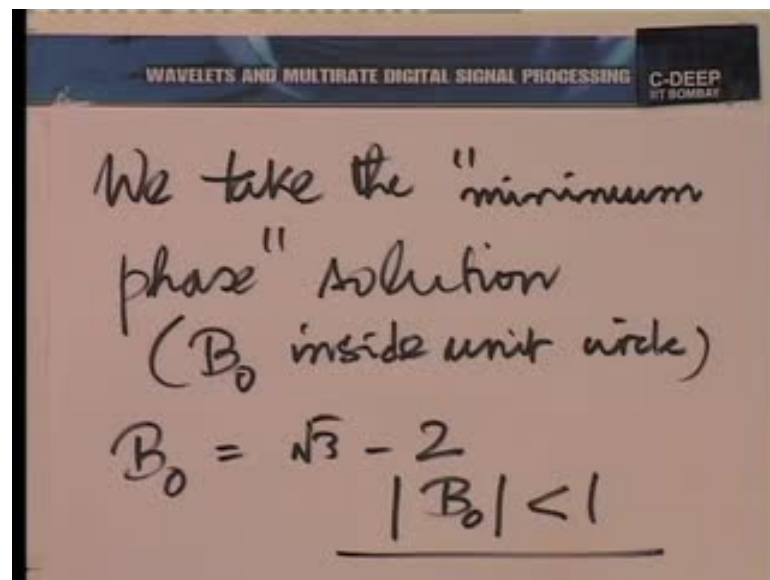 WAVELETS AND MULTIRATE DIGITAL SIGNAL PROCESSING
C-DEEP
IIT BOMBAY
We take the "minimum
phase" solution
(B₀ inside unit circle)
B₀ = √3 - 2
|B₀| < 1